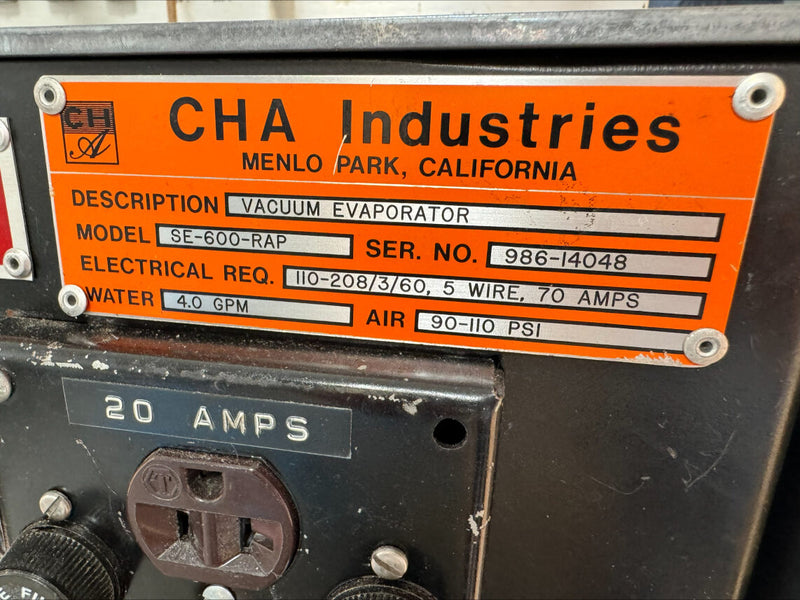 CHA
CHA Industries
MENLO PARK, CALIFORNIA
DESCRIPTION VACUUM EVAPORATOR
MODEL SE-600-RAP SER. NO. 986-14048
ELECTRICAL REQ. 110-208/3/60, 5 WIRE, 70 AMPS
WATER 4.0 GPM AIR 90-110 PSI
20 AMPS